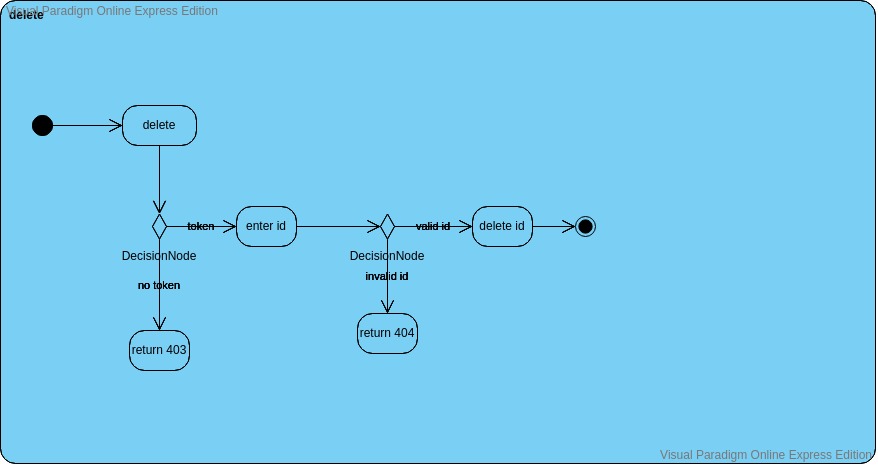 Visual Paradigm Online Express Edition
delete
delete
token
enter id
valid id
delete id
DecisionNode
DecisionNode
invalid id
no token
return 404
return 403
Visual Paradigm Online Express Edition